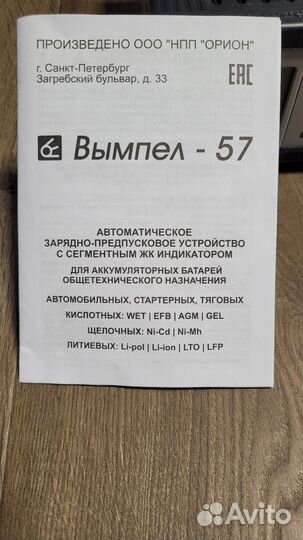 ПРОИЗВЕДЕНО ООО "НПП "ОРИОН"
г. Санкт-Петербург
Загребский бульвар, д. 33
EAC
Вымпел - 57
АВТОМАТИЧЕСКОЕ
ЗАРЯДНО-ПРЕДПУСКОВОЕ УСТРОЙСТВО
С СЕГМЕНТНЫМ ЖК ИНДИКАТОРОМ
ДЛЯ АККУМУЛЯТОРНЫХ БАТАРЕЙ
ОБЩЕТЕХНИЧЕСКОГО НАЗНАЧЕНИЯ
АВТОМОБИЛЬНЫХ, СТАРТЕРНЫХ, ТЯГОВЫХ
КИСЛОТНЫХ: WET | EFB | AGM | GEL
ЩЕЛОЧНЫХ: Ni-Cd | Ni-Mh
ЛИТИЕВЫХ: Li-pol | Li-ion | LTO | LFP
Avito